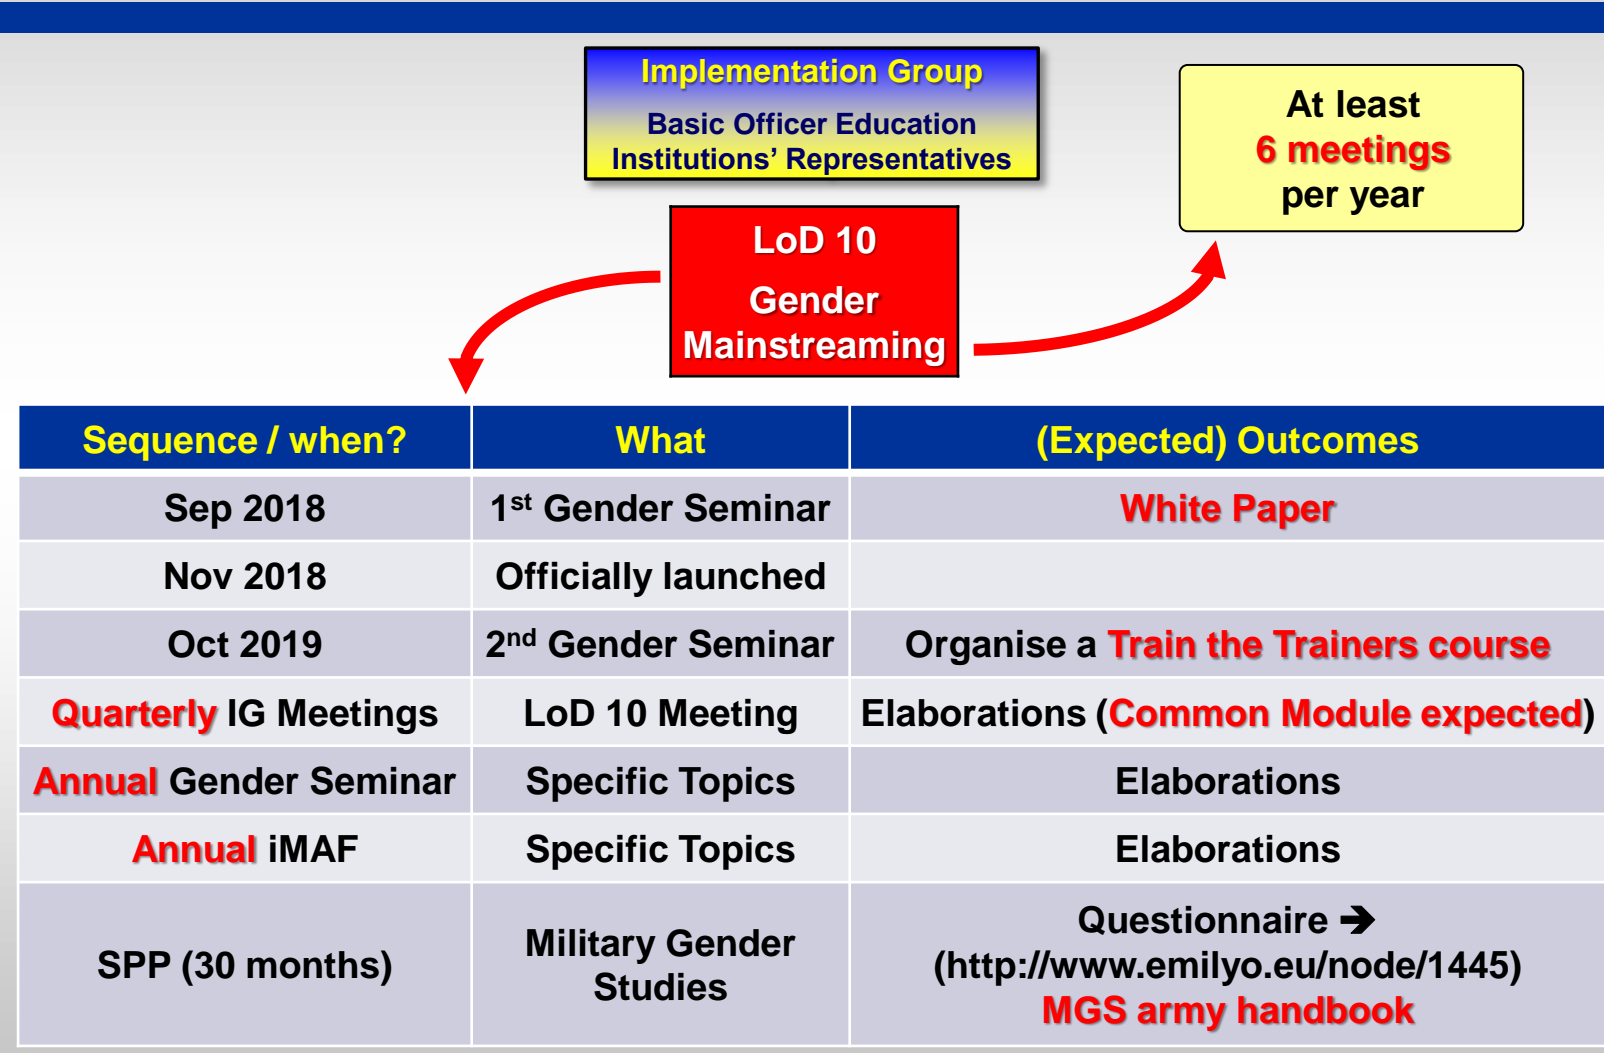 Implementation Group
Basic Officer Education
Institutions’ Representatives
At least
6 meetings
per year
LoD 10
Gender
Mainstreaming
Sequence / when?
What
(Expected) Outcomes
Sep 2018
1st Gender Seminar
White Paper
Nov 2018
Officially launched
Oct 2019
2nd Gender Seminar
Organise a Train the Trainers course
Quarterly IG Meetings
LoD 10 Meeting
Elaborations (Common Module expected)
Annual Gender Seminar
Specific Topics
Elaborations
Annual iMAF
Specific Topics
Elaborations
SPP (30 months)
Military Gender
Studies
Questionnaire ➔
(http://www.emilyo.eu/node/1445)
MGS army handbook